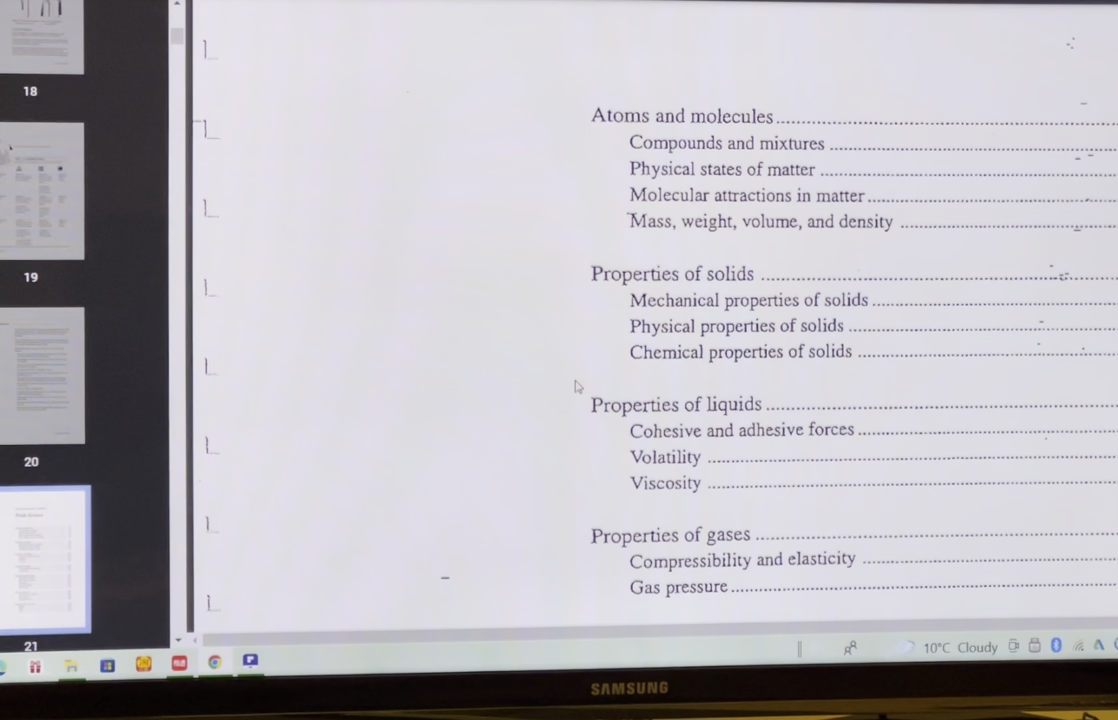 18
19
20
21
Atoms and molecules
Compounds and mixtures
Physical states of matter
Molecular attractions in matter
Mass, weight, volume, and density
Properties of solids
Mechanical properties of solids
Physical properties of solids
Chemical properties of solids
Properties of liquids
Cohesive and adhesive forces
Volatility
Viscosity
Properties of gases
Compressibility and elasticity
Gas pressure
10°C Cloudy
SAMSUNG